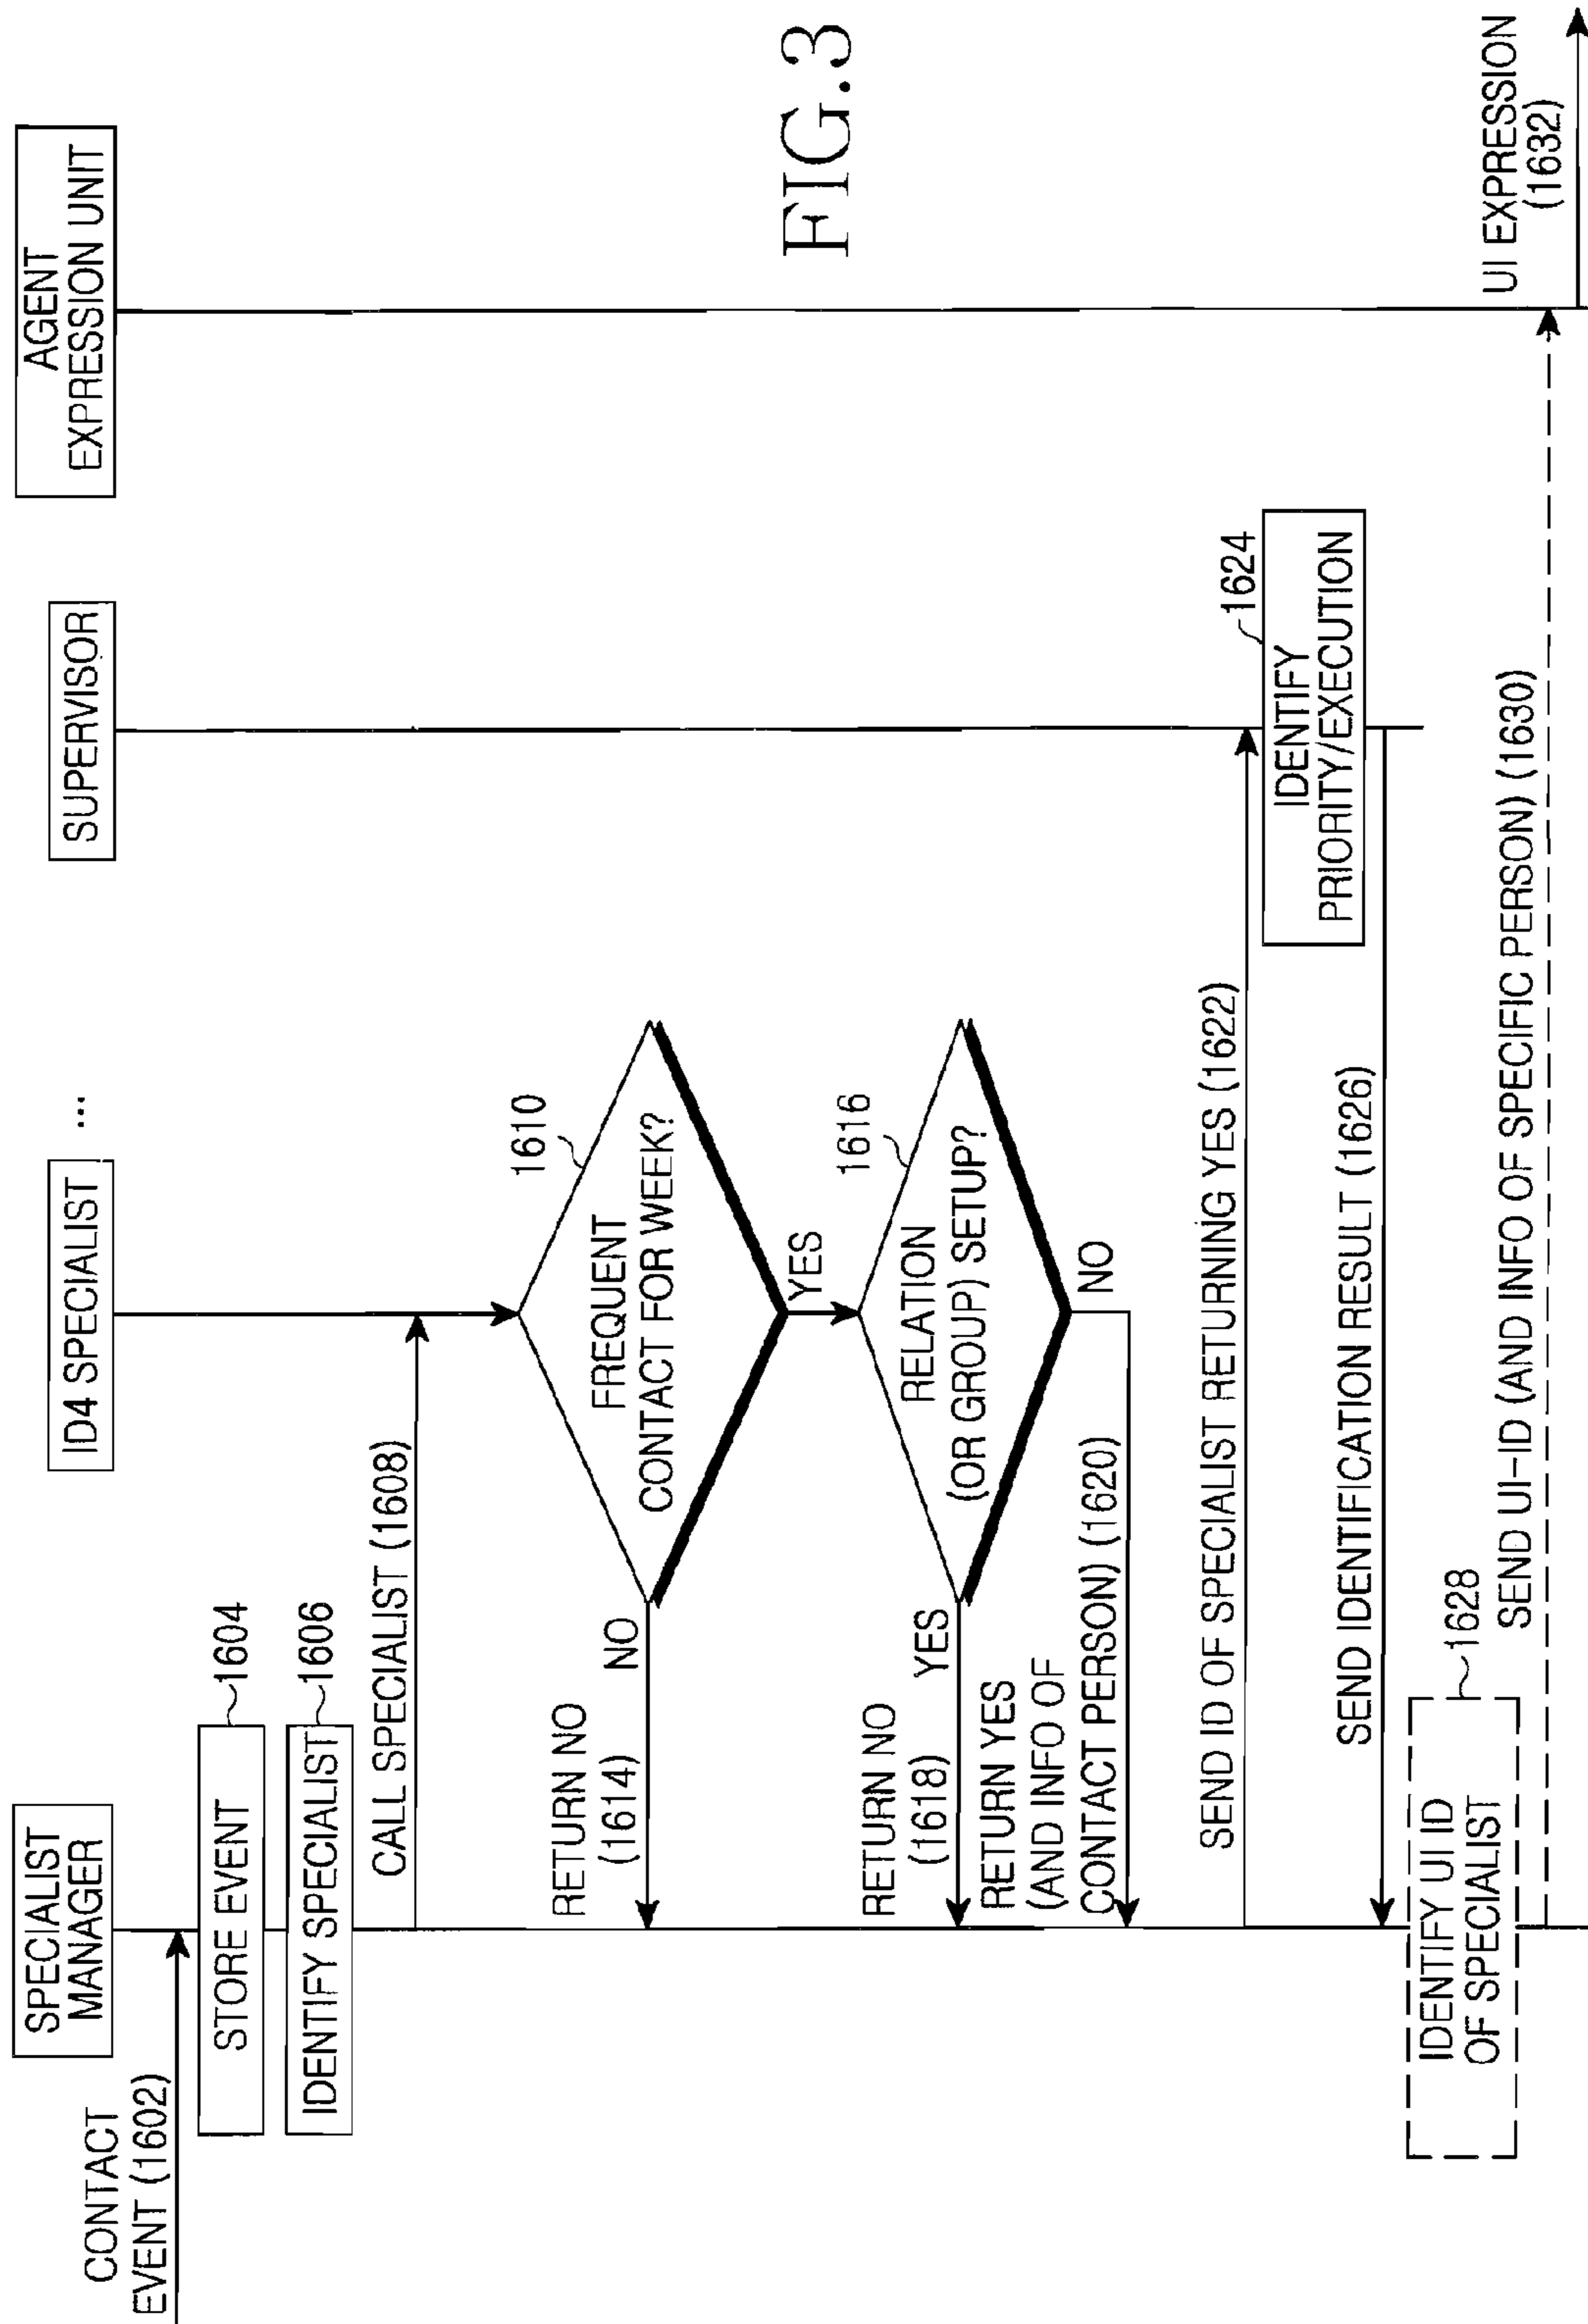 SPECIALIST
MANAGER
ID4 SPECIALIST ...
SUPERVISOR
AGENT
EXPRESSION UNIT
CONTACT
EVENT (1602)
STORE EVENT
1604
IDENTIFY SPECIALIST
1606
CALL SPECIALIST (1608)
1610
FREQUENT
CONTACT FOR WEEK?
NO
RETURN NO
(1614)
YES
1616
RELATION
(OR GROUP) SETUP?
YES
RETURN NO
(1618)
NO
RETURN YES
(AND INFO OF
CONTACT PERSON) (1620)
SEND ID OF SPECIALIST RETURNING YES (1622)
1624
IDENTIFY
PRIORITY/EXECUTION
SEND IDENTIFICATION RESULT (1626)
IDENTIFY UI ID
OF SPECIALIST
1628
SEND UI-ID (AND INFO OF SPECIFIC PERSON) (1630)
UI EXPRESSION
(1632)
FIG.3